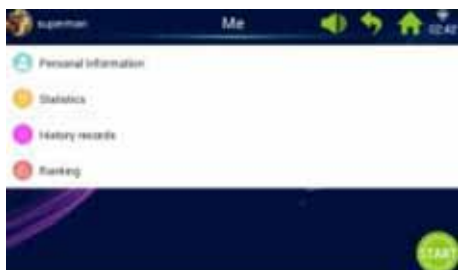 superman
Me
02:42
Personal Information
Statistics
History records
Ranking
START